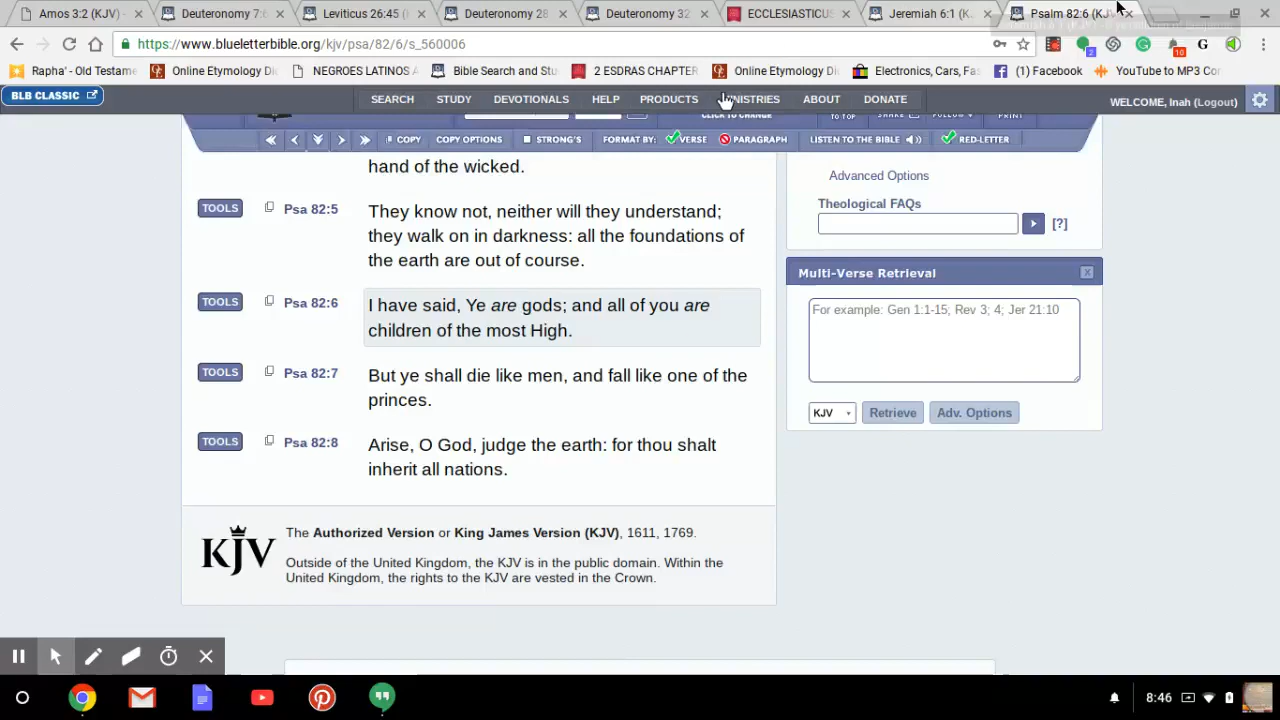 Amos 3:2 (KJV) -
Deuteronomy 7:6
Leviticus 26:45 (
Deuteronomy 28
Deuteronomy 32
ECCLESIASTICUS
Jeremiah 6:1 (K
Psalm 82:6 (KJV
https://www.blueletterbible.org/kjv/psa/82/6/s_560006
2
10
G
Rapha' - Old Testame
Online Etymology Di
NEGROES LATINOS A
Bible Search and Stu
2 ESDRAS CHAPTER
Online Etymology Di
Electronics, Cars, Fas
(1) Facebook
YouTube to MP3 Co
BLB CLASSIC
SEARCH
STUDY
DEVOTIONALS
HELP
PRODUCTS
MINISTRIES
ABOUT
DONATE
WELCOME, Inah (Logout)
CLICK TO CHANGE
TO TOP
SHARE
FOLLOW
PRINT
COPY
COPY OPTIONS
STRONG'S
FORMAT BY:
VERSE
PARAGRAPH
LISTEN TO THE BIBLE
RED-LETTER
hand of the wicked.
TOOLS
Psa 82:5
They know not, neither will they understand;
they walk on in darkness: all the foundations of
the earth are out of course.
TOOLS
Psa 82:6
I have said, Ye are gods; and all of you are
children of the most High.
TOOLS
Psa 82:7
But ye shall die like men, and fall like one of the
princes.
TOOLS
Psa 82:8
Arise, O God, judge the earth: for thou shalt
inherit all nations.
KJV
The Authorized Version or King James Version (KJV), 1611, 1769.
Outside of the United Kingdom, the KJV is in the public domain. Within the
United Kingdom, the rights to the KJV are vested in the Crown.
Advanced Options
Theological FAQs
[?]
Multi-Verse Retrieval
For example: Gen 1:1-15; Rev 3; 4; Jer 21:10
KJV
Retrieve
Adv. Options
8:46